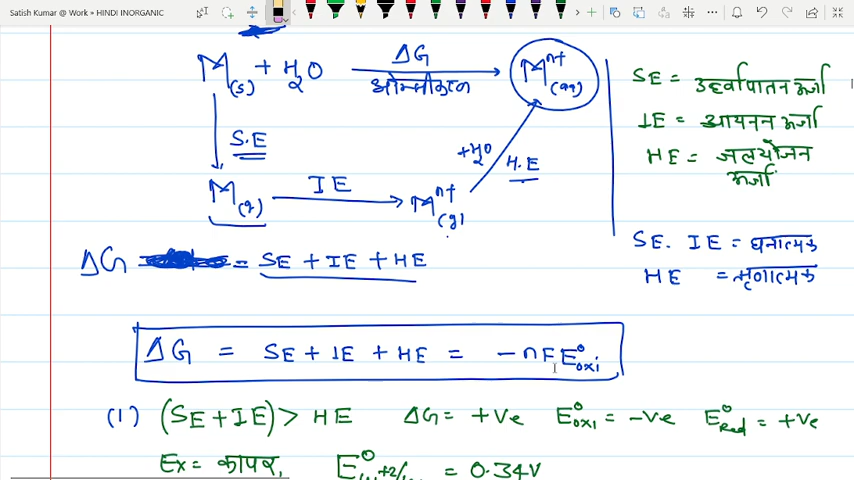 Satish Kumar @ Work » HINDI INORGANIC
M(s) + H2O ΔG ऑक्सीकरण M^n+(aq)
SE = उर्ध्वपातन ऊर्जा
IE = आयनन ऊर्जा
HE = जलयोजन
ऊर्जा
S.E
+H2O
H.E
M(g) IE M^n+(g)
SE. IE = धनात्मक
HE = ऋणात्मक
ΔG = SE + IE + HE
ΔG = SE + IE + HE = -nFE°oxi
(1) (SE + IE) > HE ΔG = +ve E°oxi = -ve E°Red = +ve
Ex = कापर, E° = 0.34V